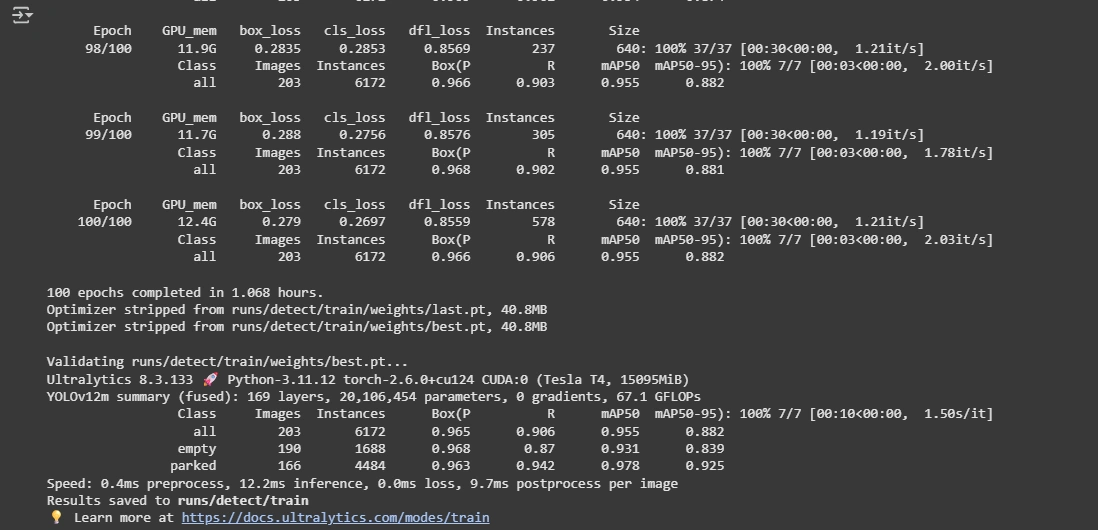 Epoch GPU_mem box_loss cls_loss dfl_loss Instances Size
98/100 11.9G 0.2835 0.2853 0.8569 237 640: 100% 37/37 [00:30<00:00, 1.21it/s]
Class Images Instances Box(P R mAP50 mAP50-95): 100% 7/7 [00:03<00:00, 2.00it/s]
all 203 6172 0.966 0.903 0.955 0.882
Epoch GPU_mem box_loss cls_loss dfl_loss Instances Size
99/100 11.7G 0.288 0.2756 0.8576 305 640: 100% 37/37 [00:30<00:00, 1.19it/s]
Class Images Instances Box(P R mAP50 mAP50-95): 100% 7/7 [00:03<00:00, 1.78it/s]
all 203 6172 0.968 0.902 0.955 0.881
Epoch GPU_mem box_loss cls_loss dfl_loss Instances Size
100/100 12.4G 0.279 0.2697 0.8559 578 640: 100% 37/37 [00:30<00:00, 1.21it/s]
Class Images Instances Box(P R mAP50 mAP50-95): 100% 7/7 [00:03<00:00, 2.03it/s]
all 203 6172 0.966 0.906 0.955 0.882
100 epochs completed in 1.068 hours.
Optimizer stripped from runs/detect/train/weights/last.pt, 40.8MB
Optimizer stripped from runs/detect/train/weights/best.pt, 40.8MB
Validating runs/detect/train/weights/best.pt...
Ultralytics 8.3.133 🚀 Python-3.11.12 torch-2.6.0+cu124 CUDA:0 (Tesla T4, 15095MiB)
YOLOv12m summary (fused): 169 layers, 20,106,454 parameters, 0 gradients, 67.1 GFLOPs
Class Images Instances Box(P R mAP50 mAP50-95): 100% 7/7 [00:10<00:00, 1.50s/it]
all 203 6172 0.965 0.906 0.955 0.882
empty 190 1688 0.968 0.87 0.931 0.839
parked 166 4484 0.963 0.942 0.978 0.925
Speed: 0.4ms preprocess, 12.2ms inference, 0.0ms loss, 9.7ms postprocess per image
Results saved to runs/detect/train
💡 Learn more at https://docs.ultralytics.com/modes/train